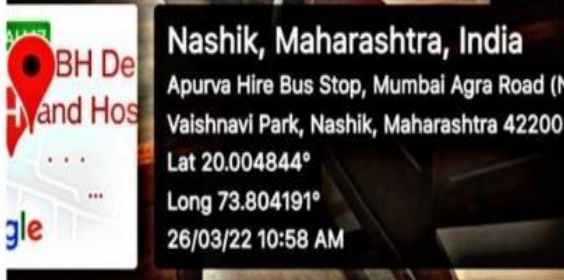 BH De
and Hos
gle
Nashik, Maharashtra, India
Apurva Hire Bus Stop, Mumbai Agra Road (N
Vaishnavi Park, Nashik, Maharashtra 42200
Lat 20.004844°
Long 73.804191°
26/03/22 10:58 AM